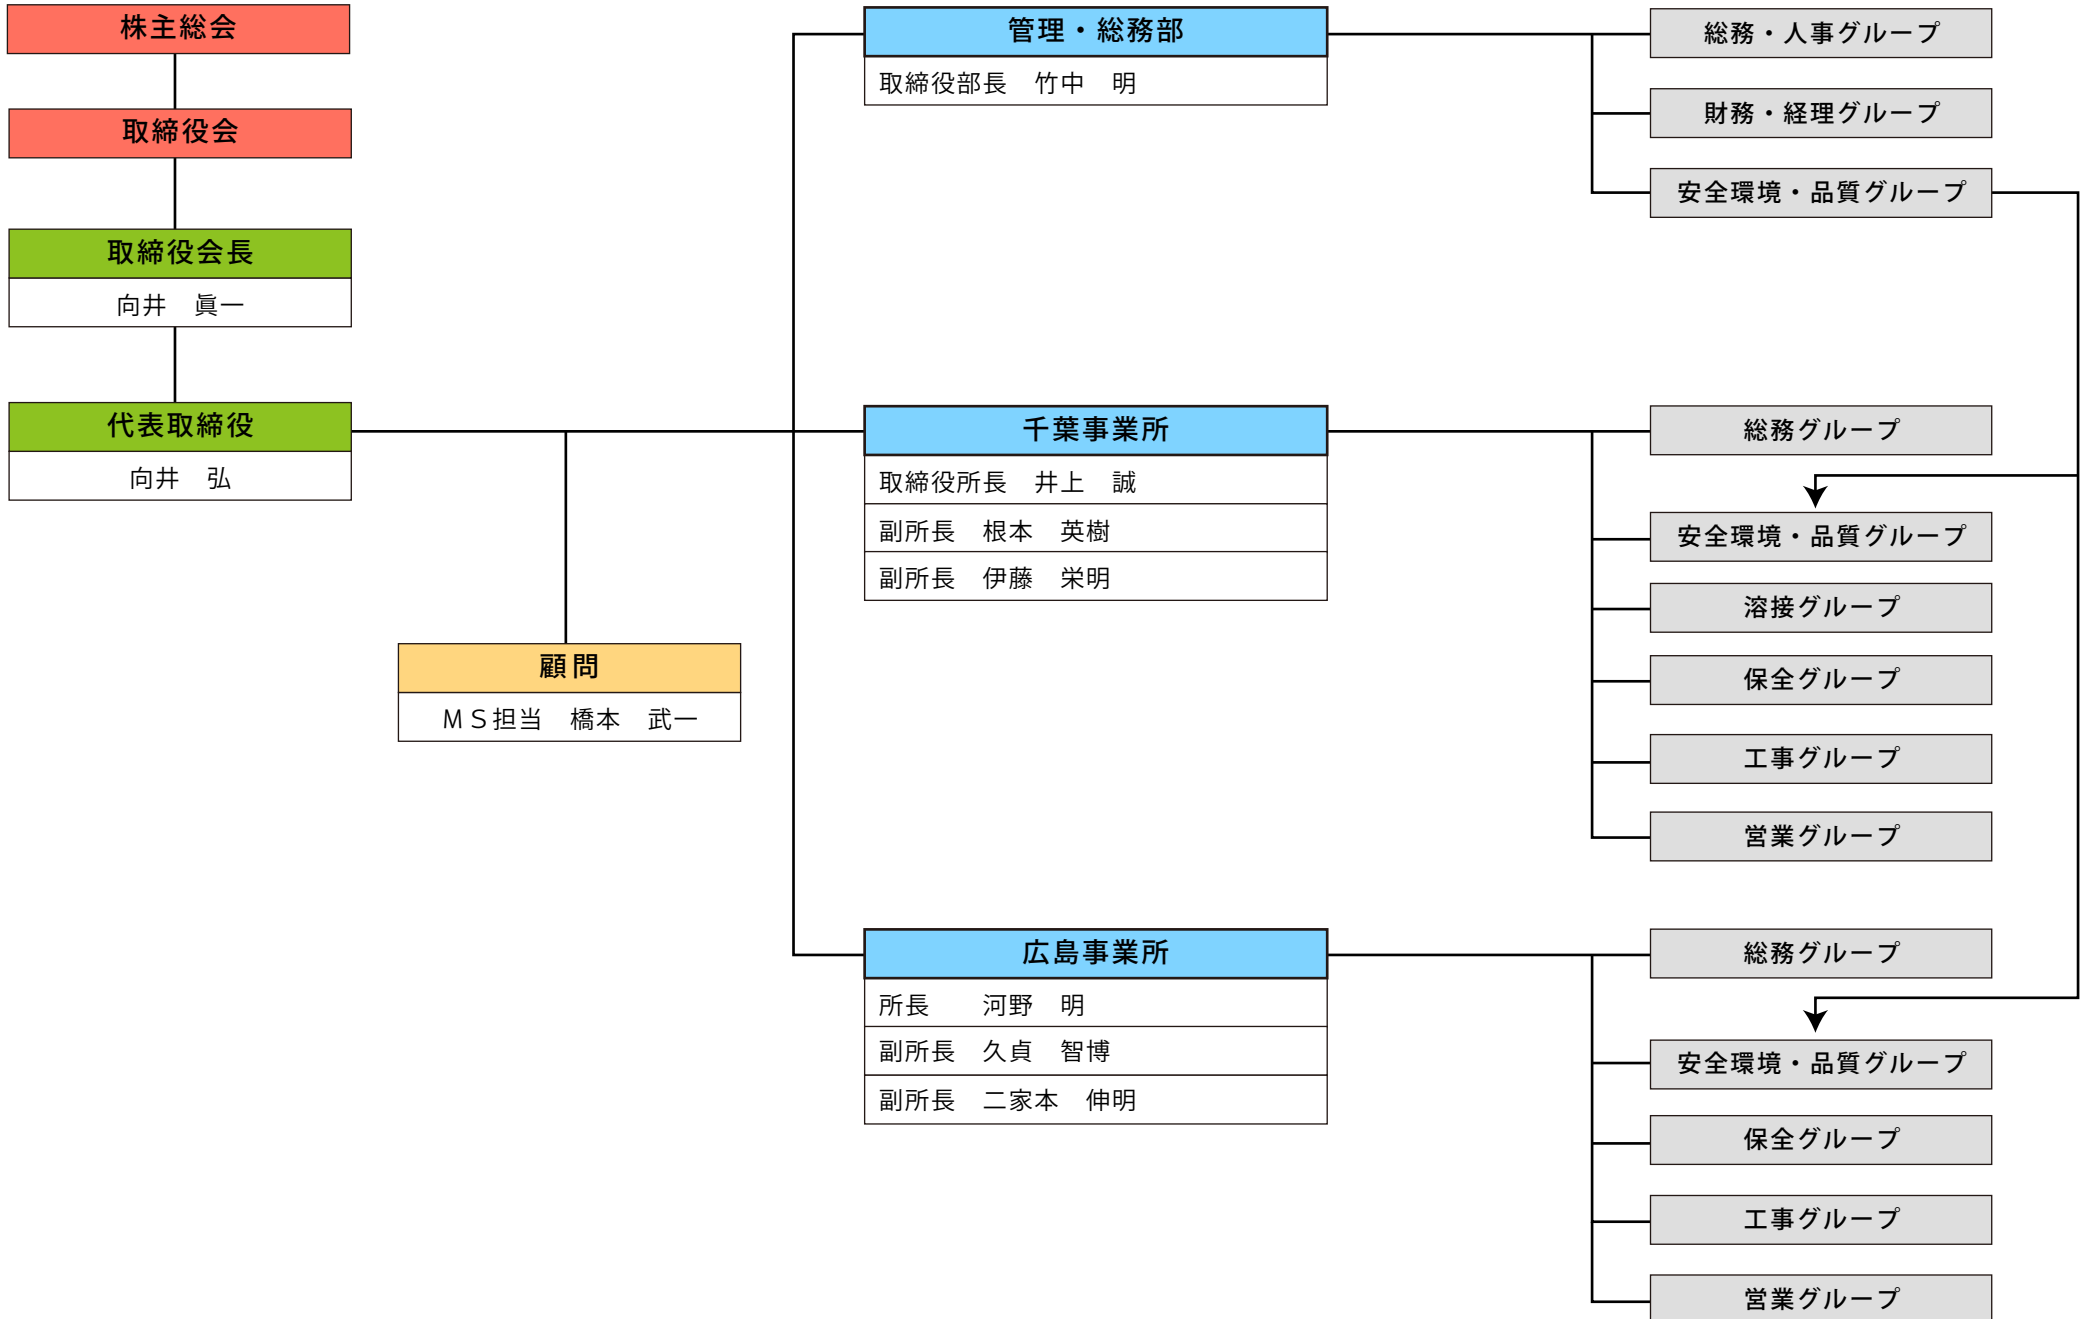 株主総会
取締役会
取締役会長
向井　眞一
代表取締役
向井　弘
顧問
ＭＳ担当　橋本　武一
管理・総務部
取締役部長　竹中　明
総務・人事グループ
財務・経理グループ
安全環境・品質グループ
千葉事業所
取締役所長　井上　誠
副所長　根本　英樹
副所長　伊藤　栄明
総務グループ
安全環境・品質グループ
溶接グループ
保全グループ
工事グループ
営業グループ
広島事業所
所長　　河野　明
副所長　久貞　智博
副所長　二家本　伸明
総務グループ
安全環境・品質グループ
保全グループ
工事グループ
営業グループ